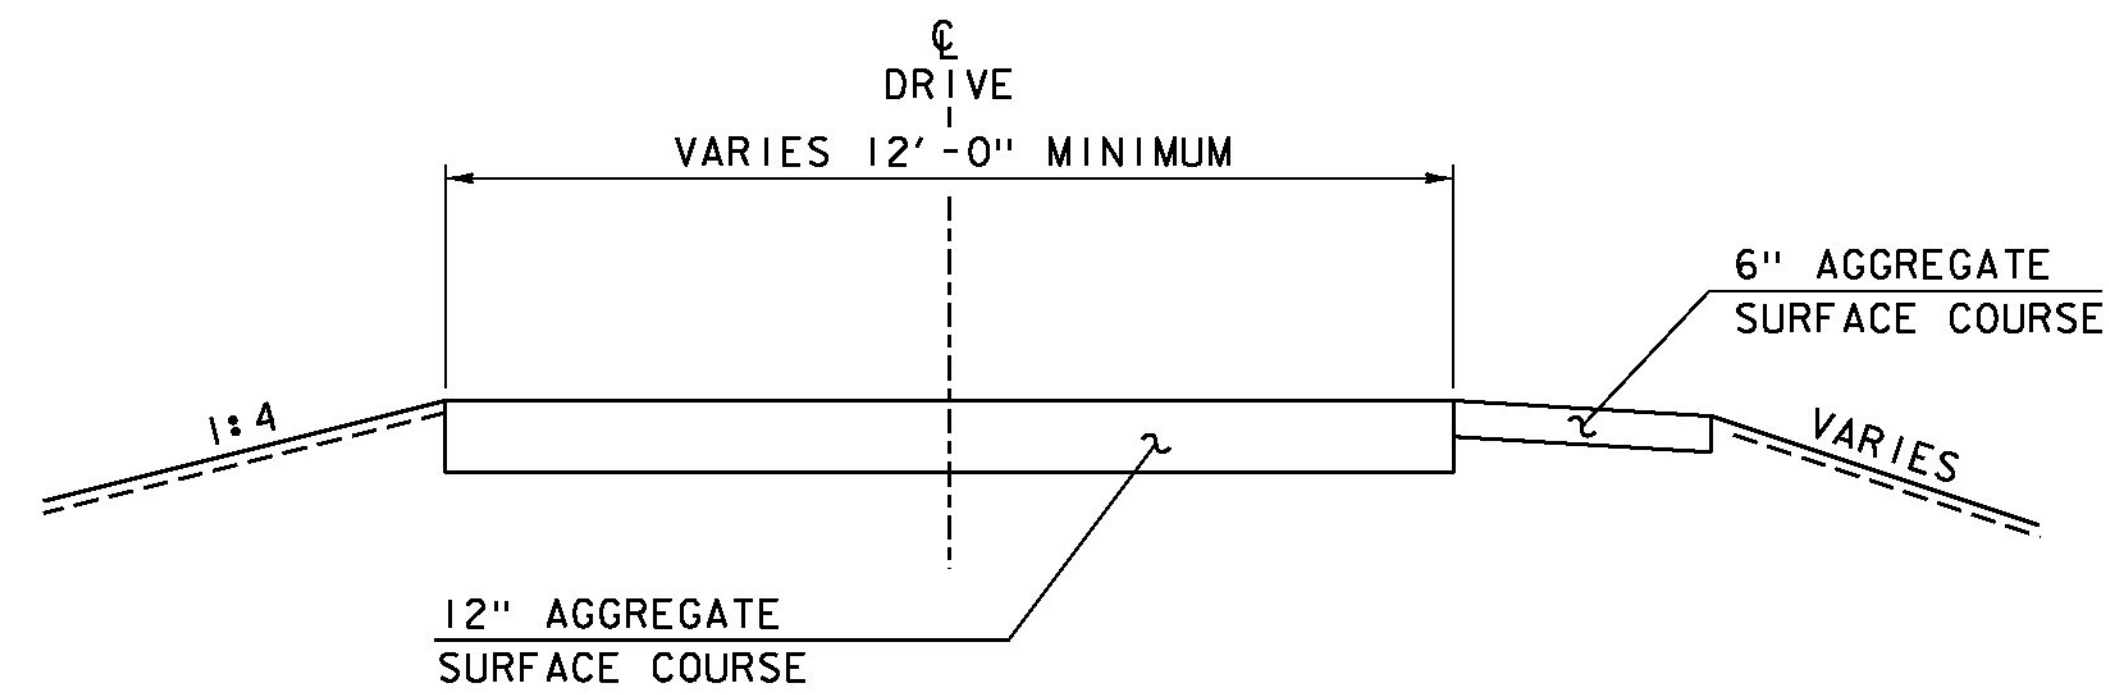 ℄
DRIVE
VARIES 12'-0" MINIMUM
6" AGGREGATE
SURFACE COURSE
1:4
VARIES
12" AGGREGATE
SURFACE COURSE